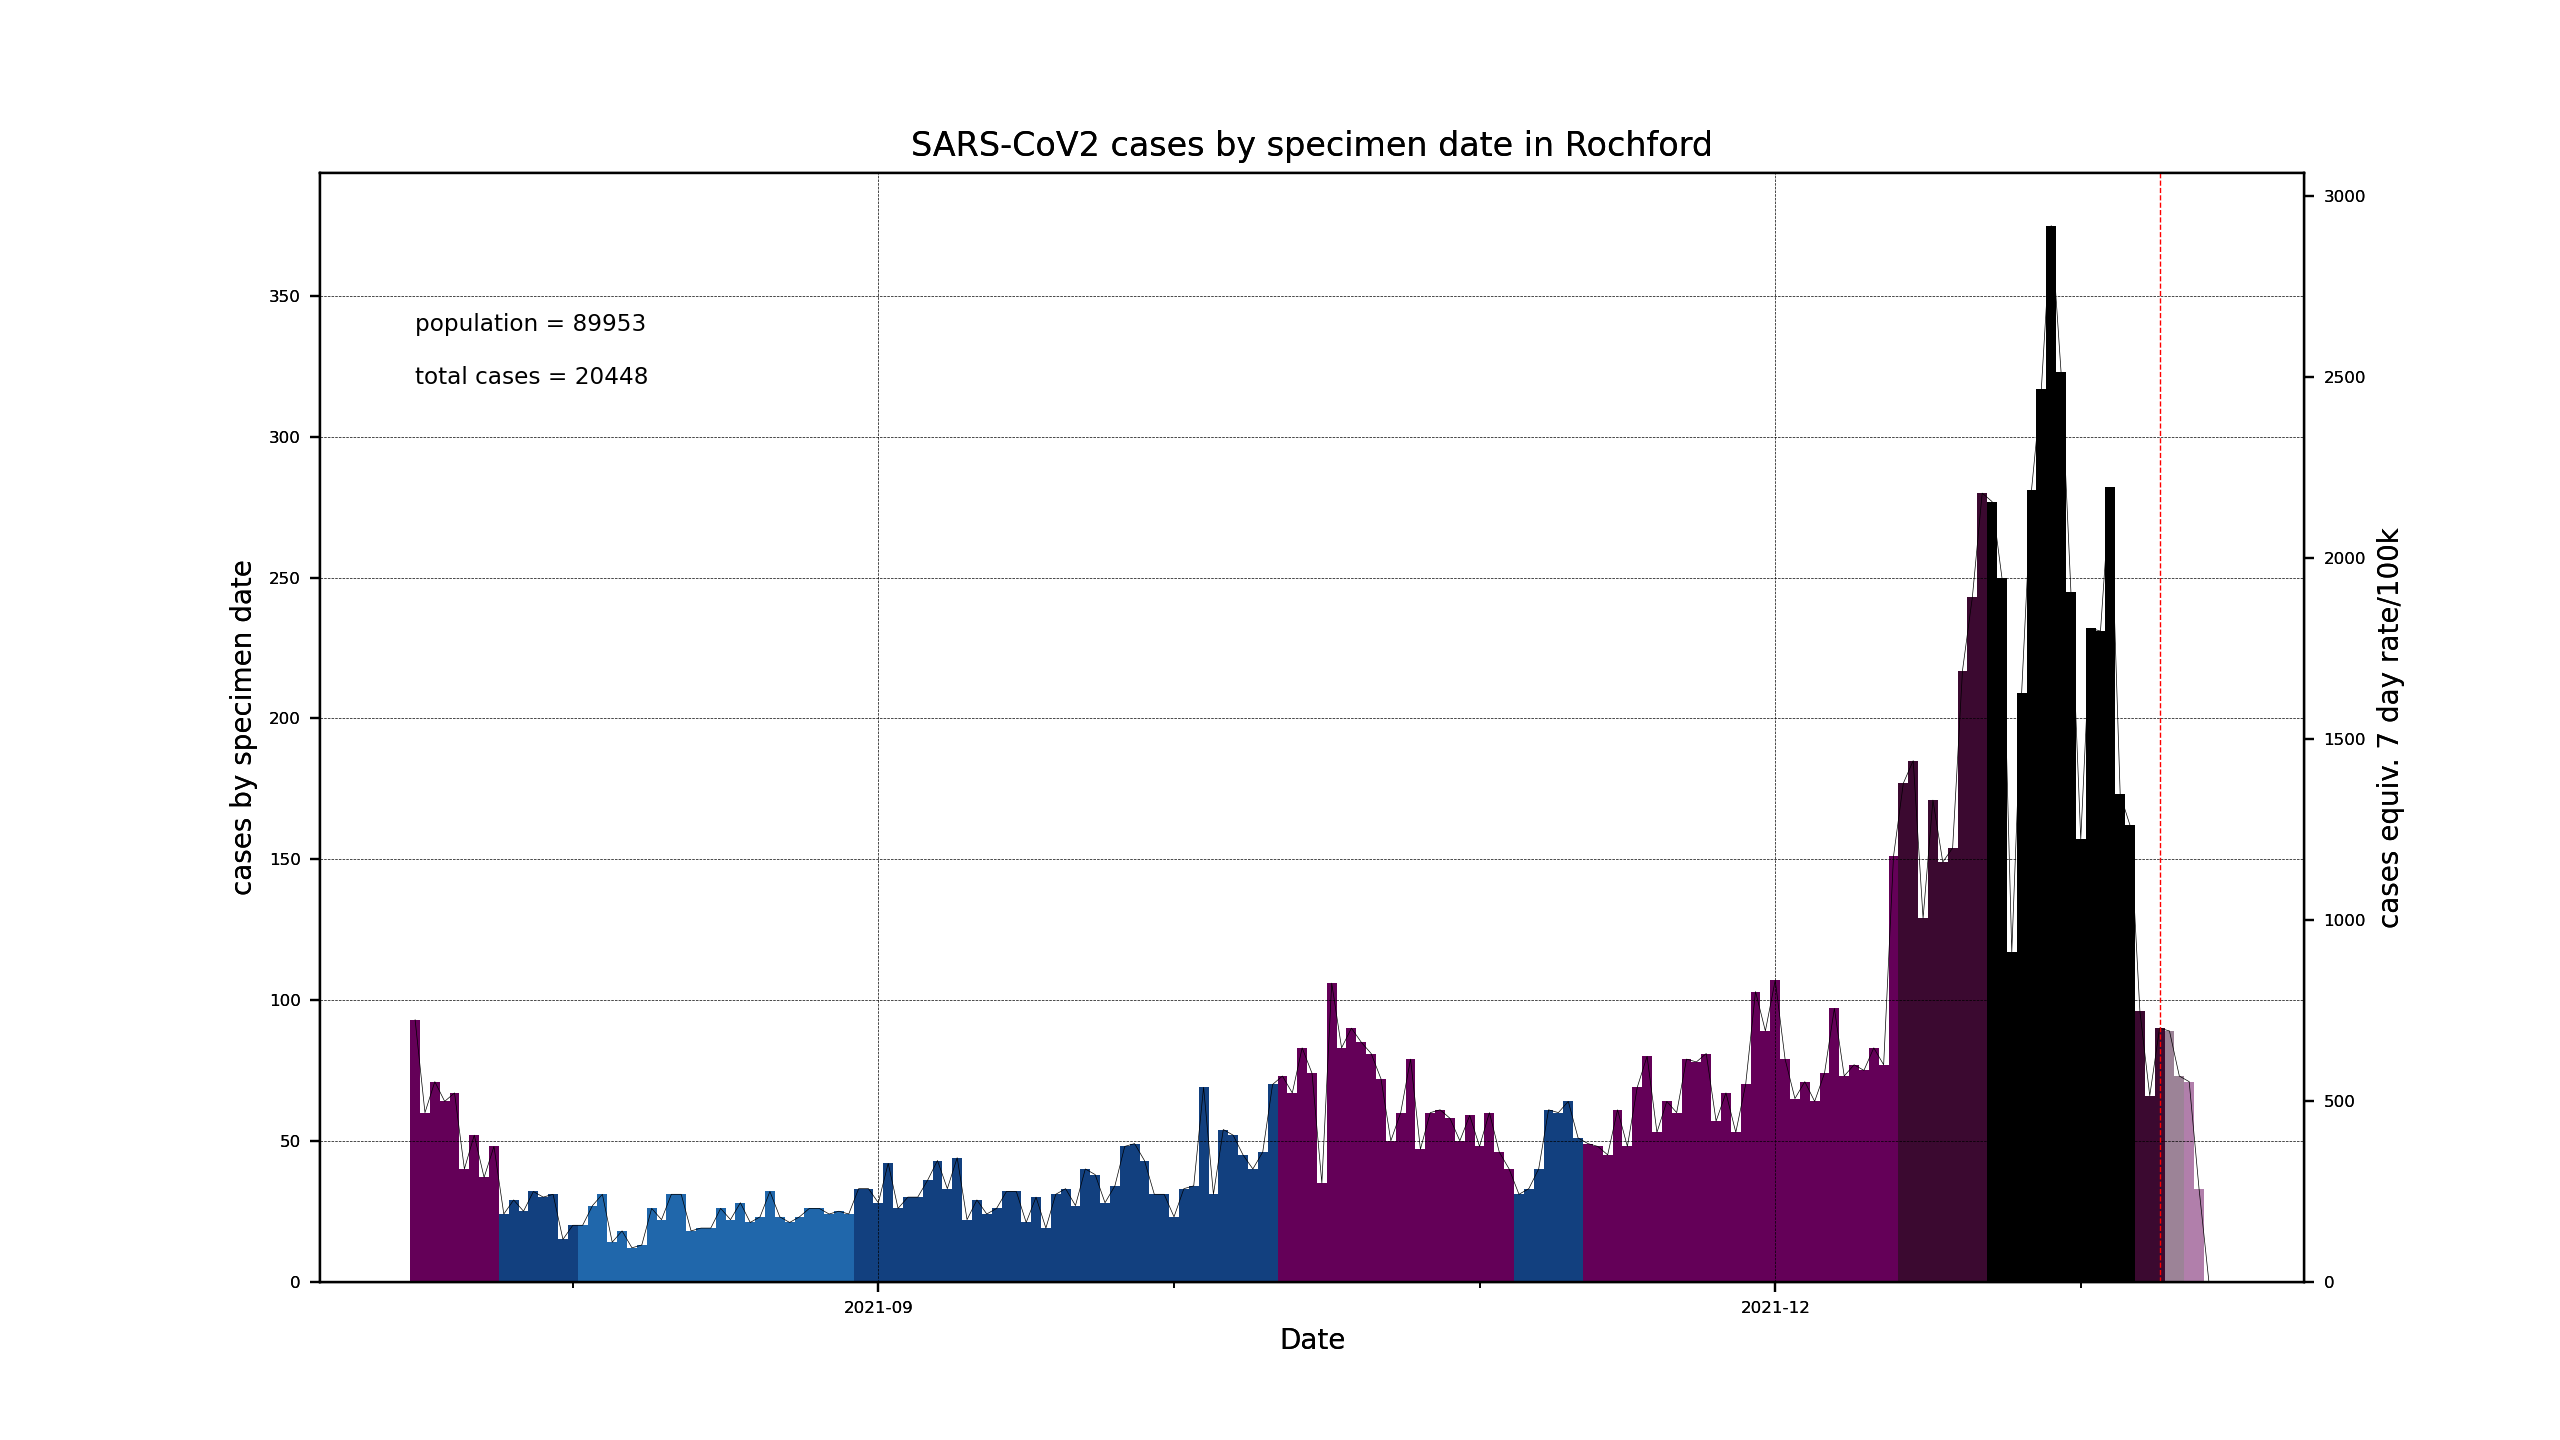 SARS-CoV2 cases by specimen date in Rochford
population = 89953
total cases = 20448
cases by specimen date
350
300
250
200
150
100
50
0
3000
2500
2000
1500
1000
500
0
cases equiv. 7 day rate/100k
2021-09
2021-12
Date